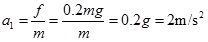 a₁ = f/m = 0.2mg/m = 0.2g = 2m/s²